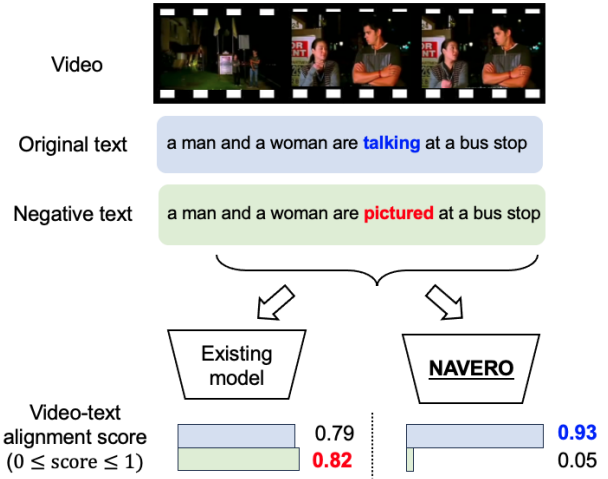 Video
Original text
a man and a woman are talking at a bus stop
Negative text
a man and a woman are pictured at a bus stop
Existing
model
NAVERO
Video-text
alignment score
(0 ≤ score ≤ 1)
0.79
0.82
0.93
0.05